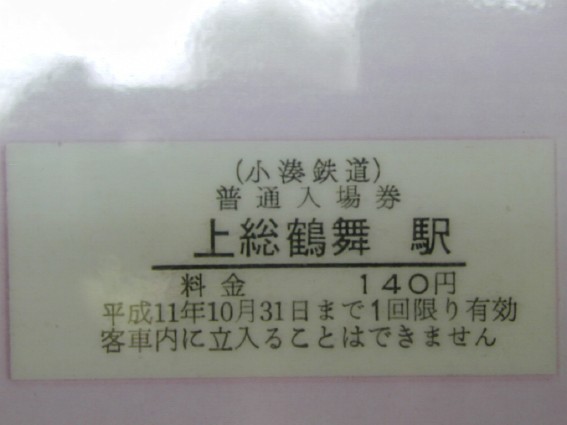 (小湊鉄道)
普通入場券
上総鶴舞 駅
料金 140円
平成11年10月31日まで1回限り有効
客車内に立入ることはできません